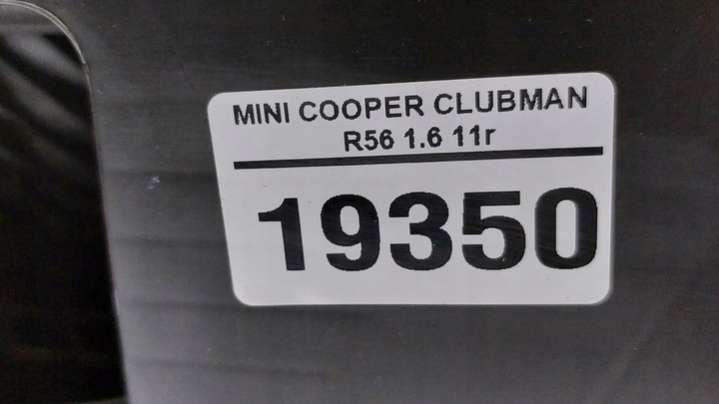 MINI COOPER CLUBMAN
R56 1.6 11r
19350